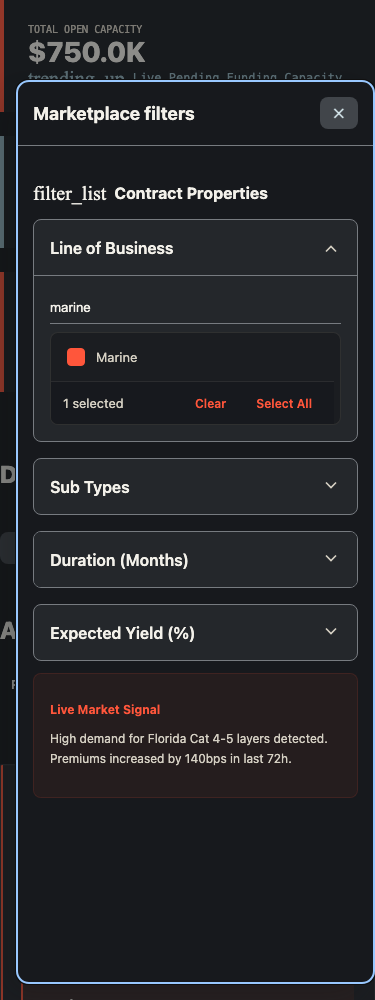 TOTAL OPEN CAPACITY
$750.0K
trending_up Live Pending Funding Capacity
Marketplace filters
filter_list Contract Properties
Line of Business
marine
Marine
1 selected Clear Select All
Sub Types
Duration (Months)
Expected Yield (%)
Live Market Signal
High demand for Florida Cat 4-5 layers detected.
Premiums increased by 140bps in last 72h.